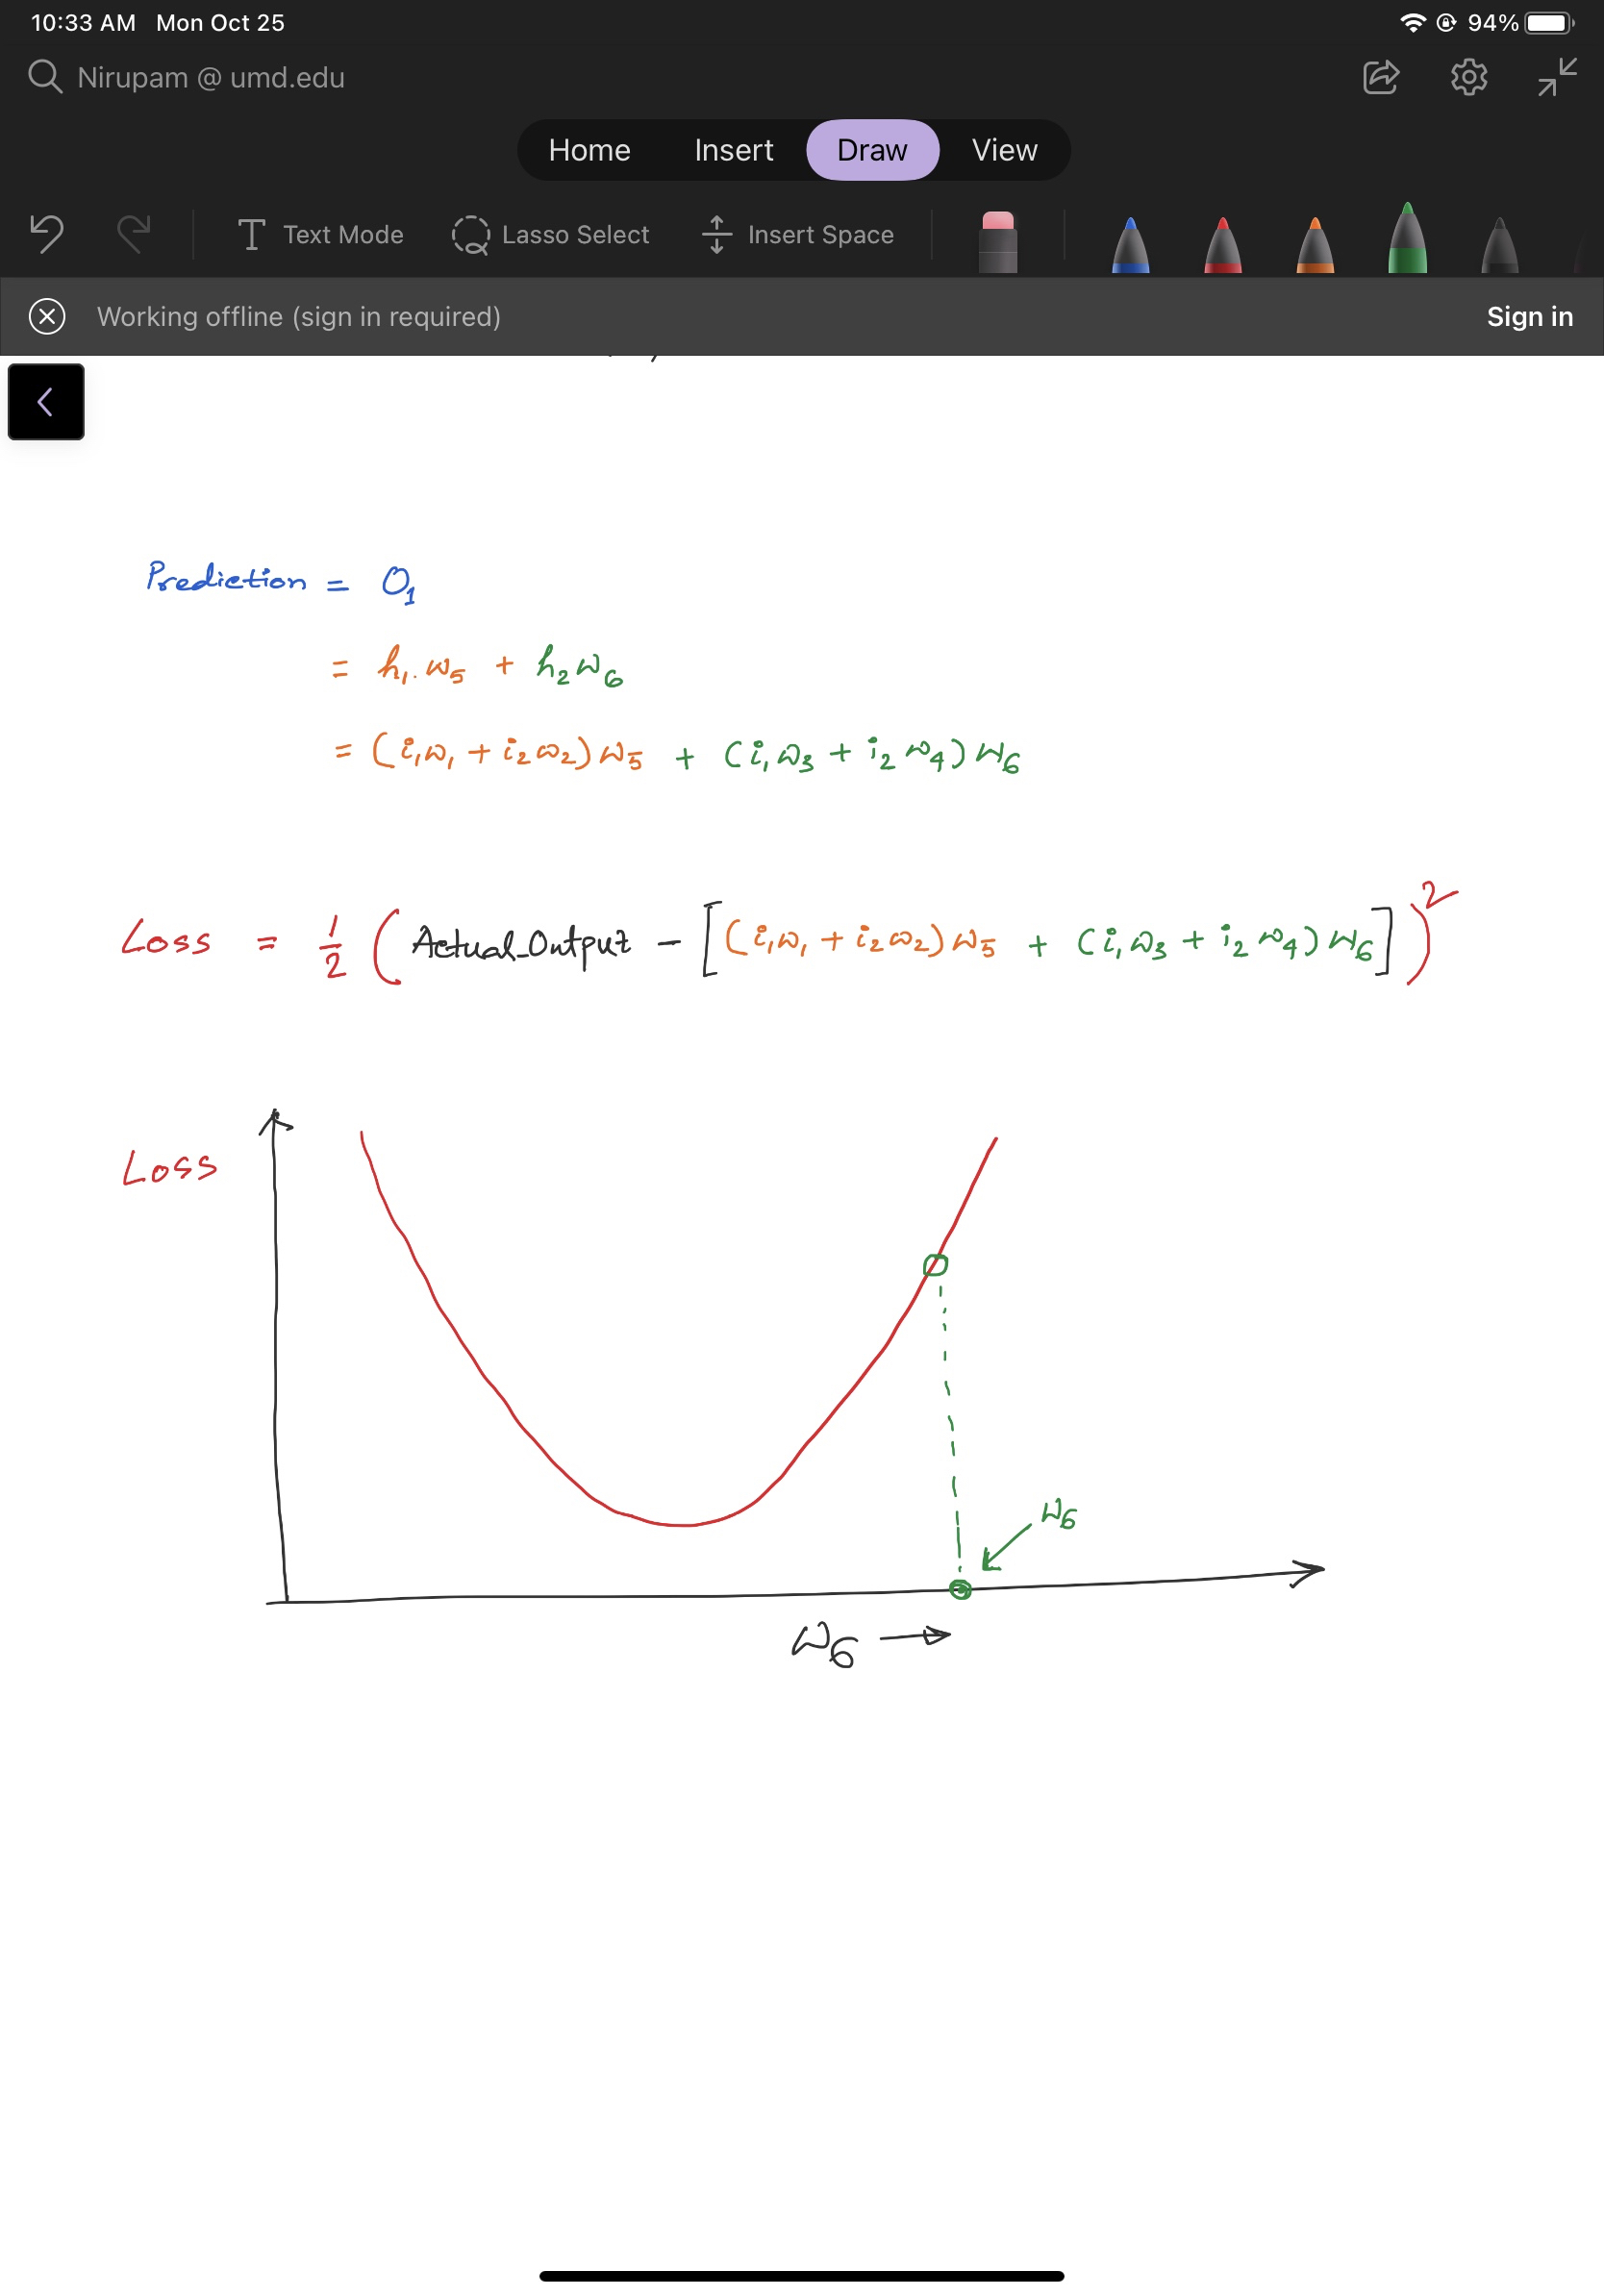 10:33 AM Mon Oct 25 94%
Nirupam @ umd.edu
Home Insert Draw View
Text Mode Lasso Select Insert Space
Working offline (sign in required) Sign in
Prediction = O₁
= h₁.w₅ + h₂w₆
= (i₁w₁ + i₂w₂)w₅ + (i₁w₃ + i₂w₄)w₆
Loss = 1/2 (Actual_Output - [(i₁w₁ + i₂w₂)w₅ + (i₁w₃ + i₂w₄)w₆])²
Loss
w₆
w₆ →